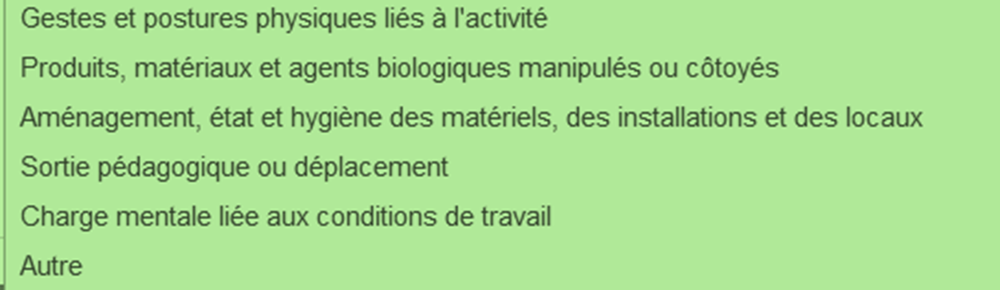 Gestes et postures physiques liés à l'activité
Produits, matériaux et agents biologiques manipulés ou côtoyés
Aménagement, état et hygiène des matériels, des installations et des locaux
Sortie pédagogique ou déplacement
Charge mentale liée aux conditions de travail
Autre